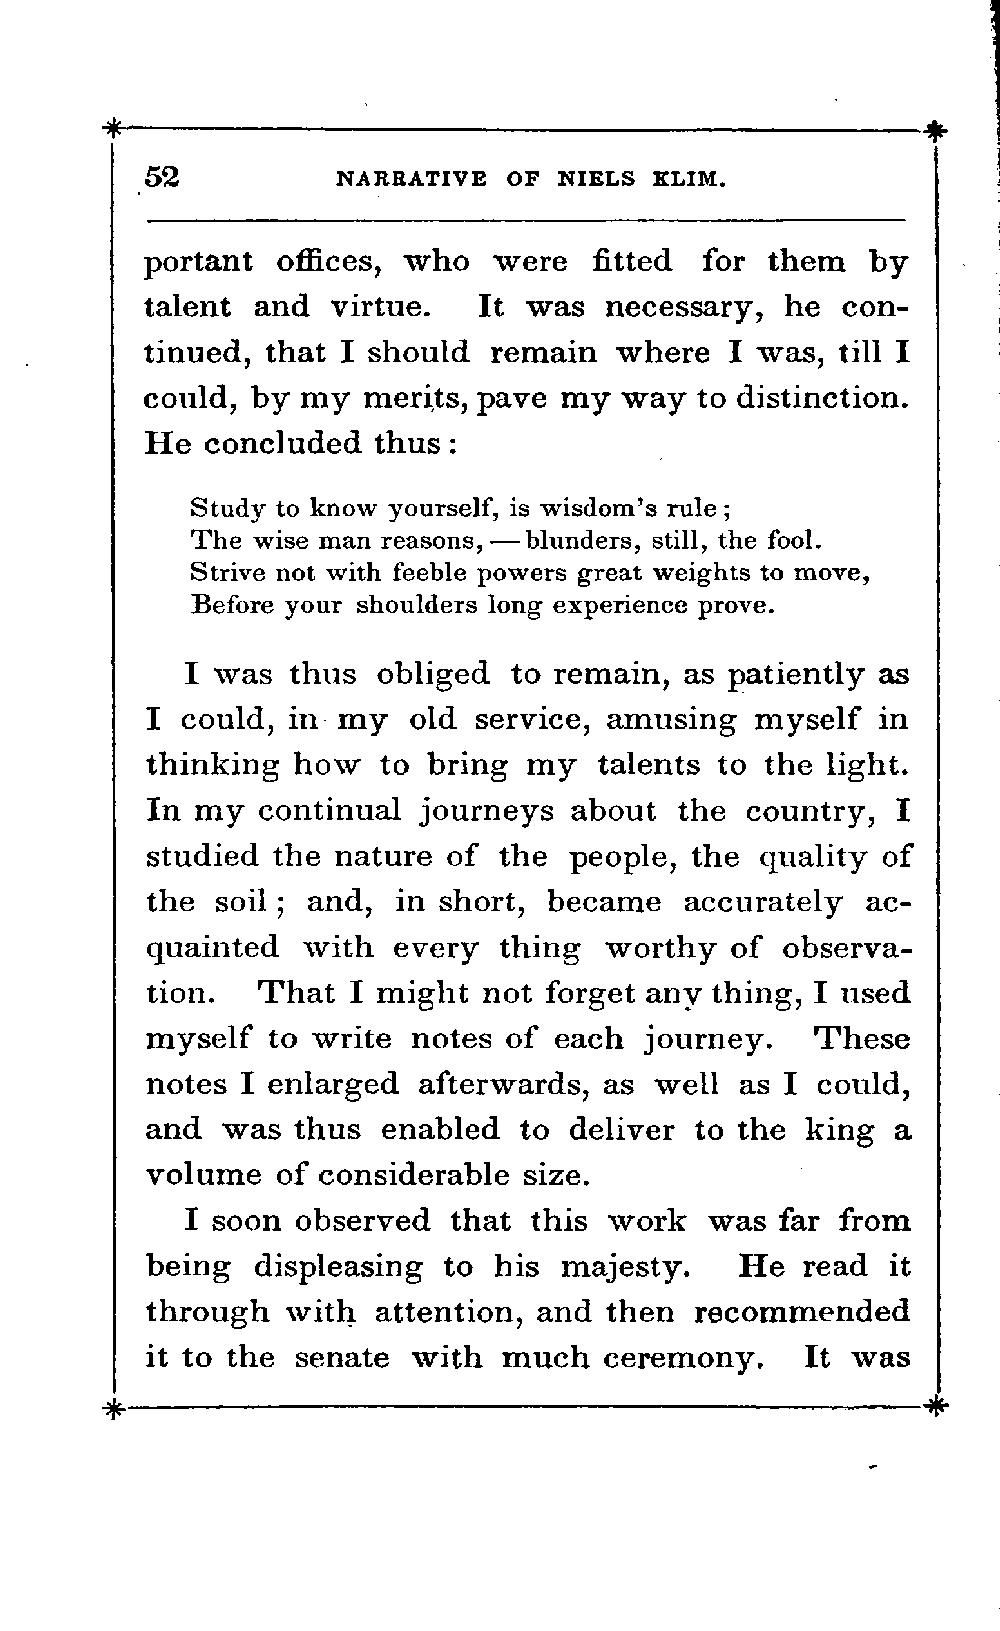 52 NARRATIVE OF NIELS KLIM.
portant offices, who were fitted for them by
talent and virtue. It was necessary, he con-
tinued, that I should remain where I was, till I
could, by my merits, pave my way to distinction.
He concluded thus :
Study to know yourself, is wisdom's rule ;
The wise man reasons, — blunders, still, the fool.
Strive not with feeble powers great weights to move,
Before your shoulders long experience prove.
I was thus obliged to remain, as patiently as
I could, in my old service, amusing myself in
thinking how to bring my talents to the light.
In my continual journeys about the country, I
studied the nature of the people, the quality of
the soil ; and, in short, became accurately ac-
quainted with every thing worthy of observa-
tion. That I might not forget any thing, I used
myself to write notes of each journey. These
notes I enlarged afterwards, as well as I could,
and was thus enabled to deliver to the king a
volume of considerable size.
I soon observed that this work was far from
being displeasing to his majesty. He read it
through with attention, and then recommended
it to the senate with much ceremony. It was